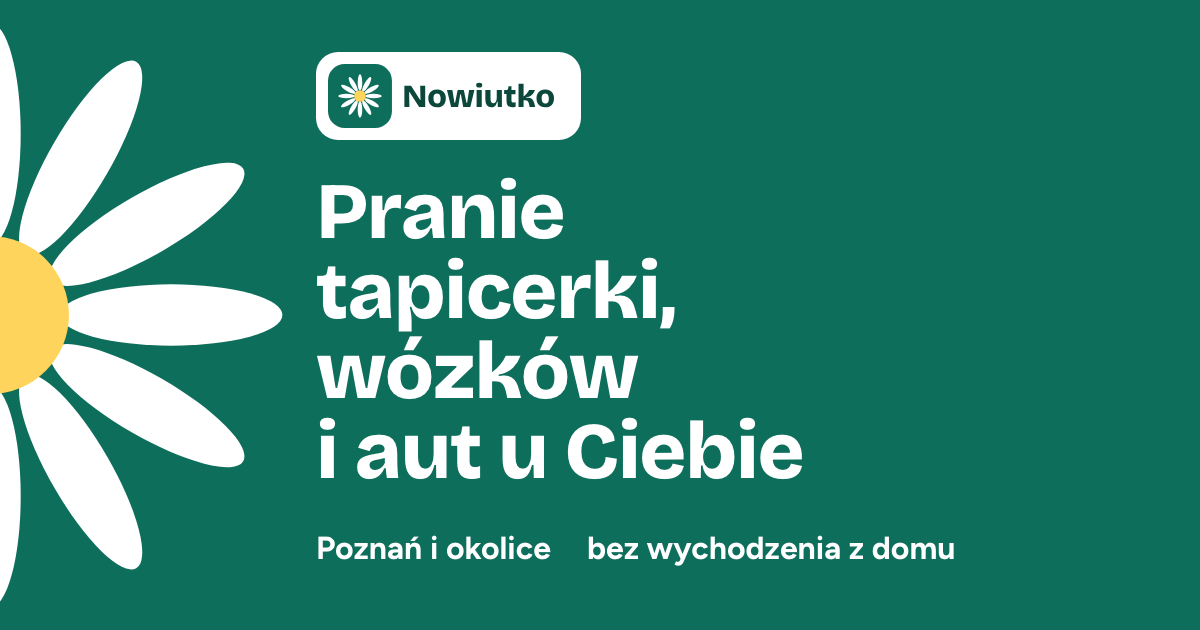 Nowiutko
Pranie
tapicerki,
wózków
i aut u Ciebie
Poznań i okolice bez wychodzenia z domu